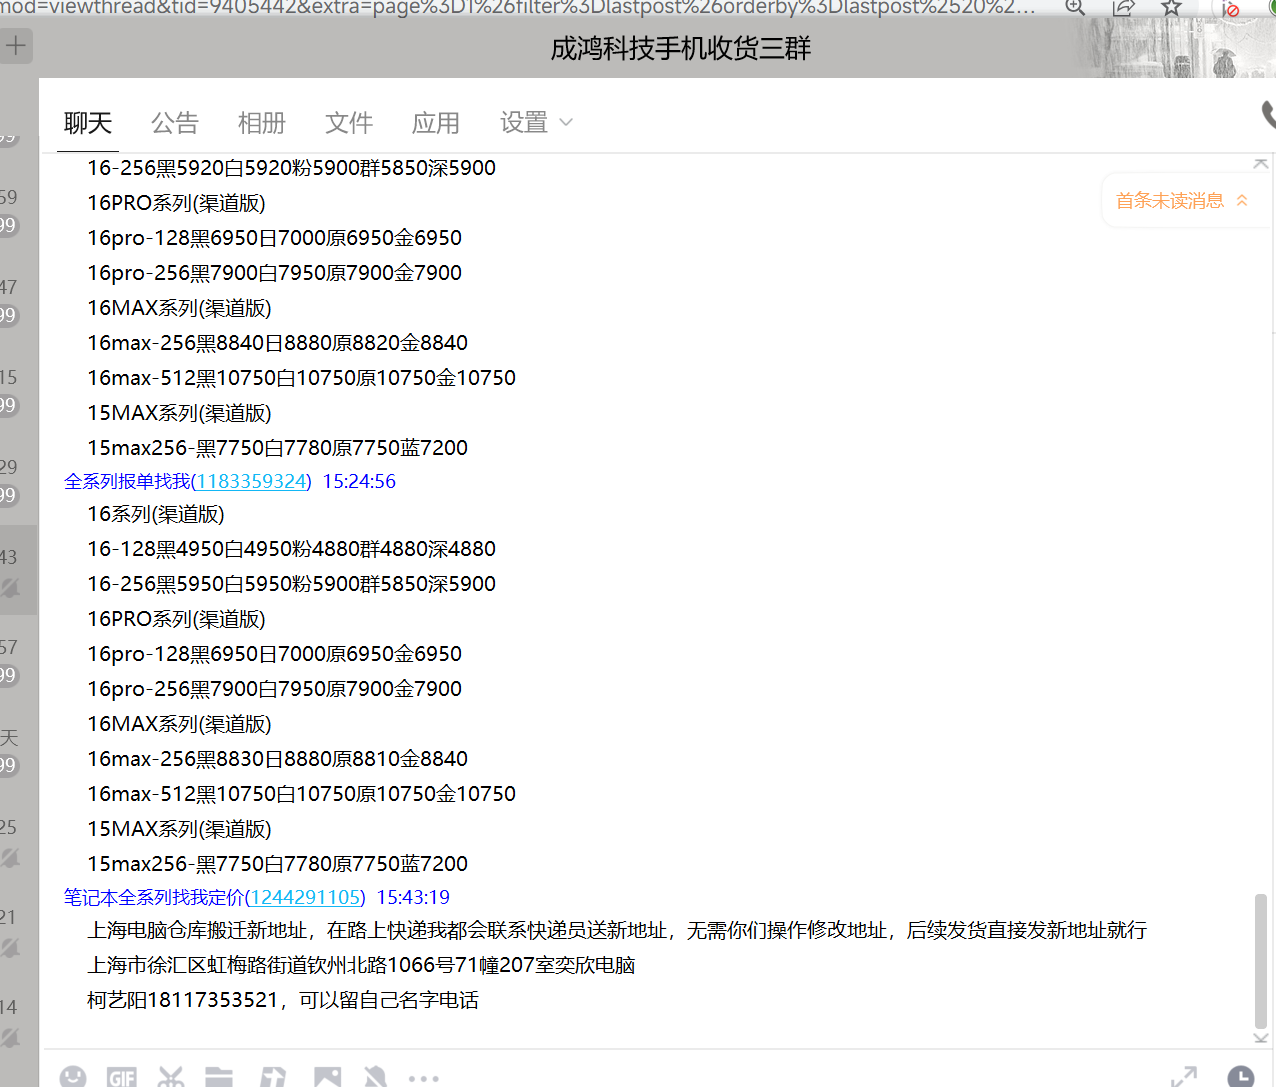 mod=viewthread&tid=9405442&extra=page%3D1%26filter%3Dlastpost%26orderby%3Dlastpost%2520%2...
成鸿科技手机收货三群
聊天 公告 相册 文件 应用 设置
16-256黑5920白5920粉5900群5850深5900
首条未读消息
16PRO系列(渠道版)
16pro-128黑6950日7000原6950金6950
16pro-256黑7900白7950原7900金7900
16MAX系列(渠道版)
16max-256黑8840日8880原8820金8840
16max-512黑10750白10750原10750金10750
15MAX系列(渠道版)
15max256-黑7750白7780原7750蓝7200
全系列报单找我(1183359324) 15:24:56
16系列(渠道版)
16-128黑4950白4950粉4880群4880深4880
16-256黑5950白5950粉5900群5850深5900
16PRO系列(渠道版)
16pro-128黑6950日7000原6950金6950
16pro-256黑7900白7950原7900金7900
16MAX系列(渠道版)
16max-256黑8830日8880原8810金8840
16max-512黑10750白10750原10750金10750
15MAX系列(渠道版)
15max256-黑7750白7780原7750蓝7200
笔记本全系列找我定价(1244291105) 15:43:19
上海电脑仓库搬迁新地址，在路上快递我都会联系快递员送新地址，无需你们操作修改地址，后续发货直接发新地址就行
上海市徐汇区虹梅路街道钦州北路1066号71幢207室奕欣电脑
柯艺阳18117353521，可以留自己名字电话
GIF
99
59
99
47
99
15
99
29
99
43
57
99
天
99
25
21
14